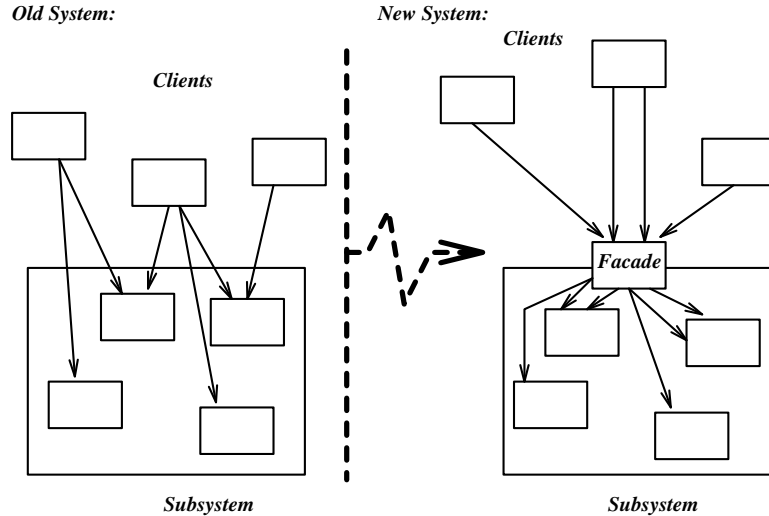 Old System:
New System:
Clients
Clients
Facade
Subsystem
Subsystem